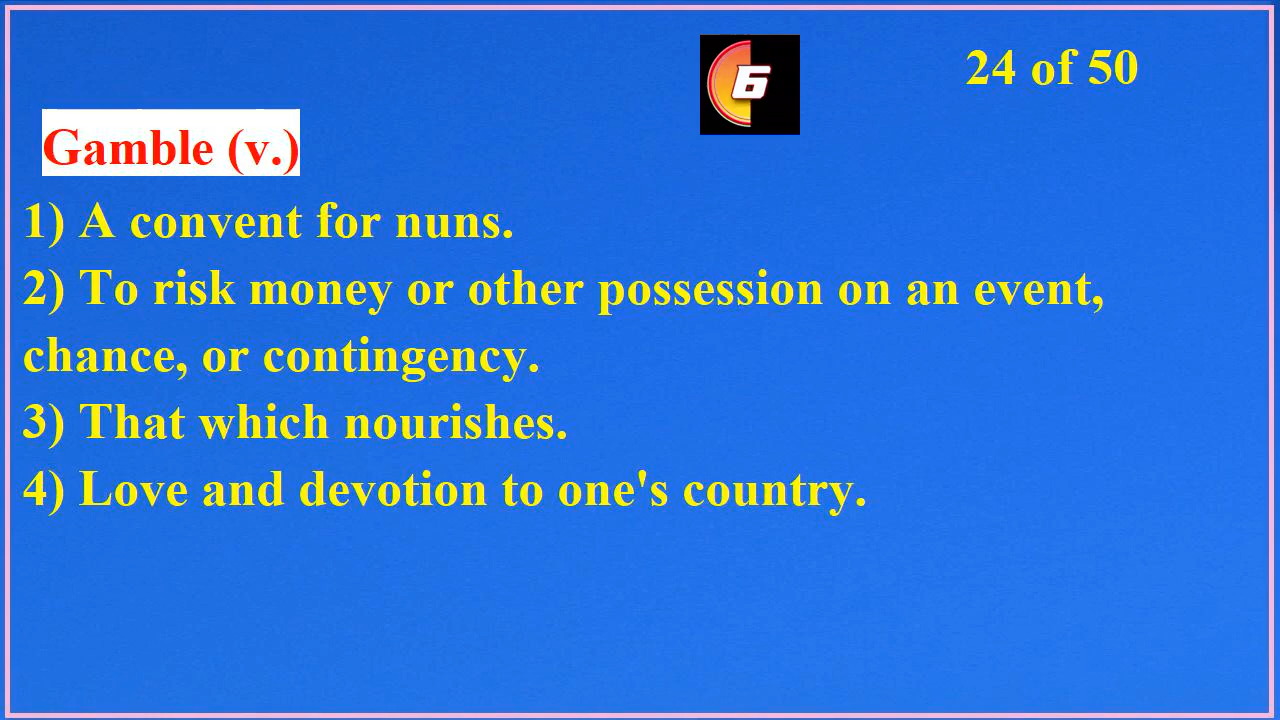 6
24 of 50
Gamble (v.)
1) A convent for nuns.
2) To risk money or other possession on an event,
chance, or contingency.
3) That which nourishes.
4) Love and devotion to one's country.